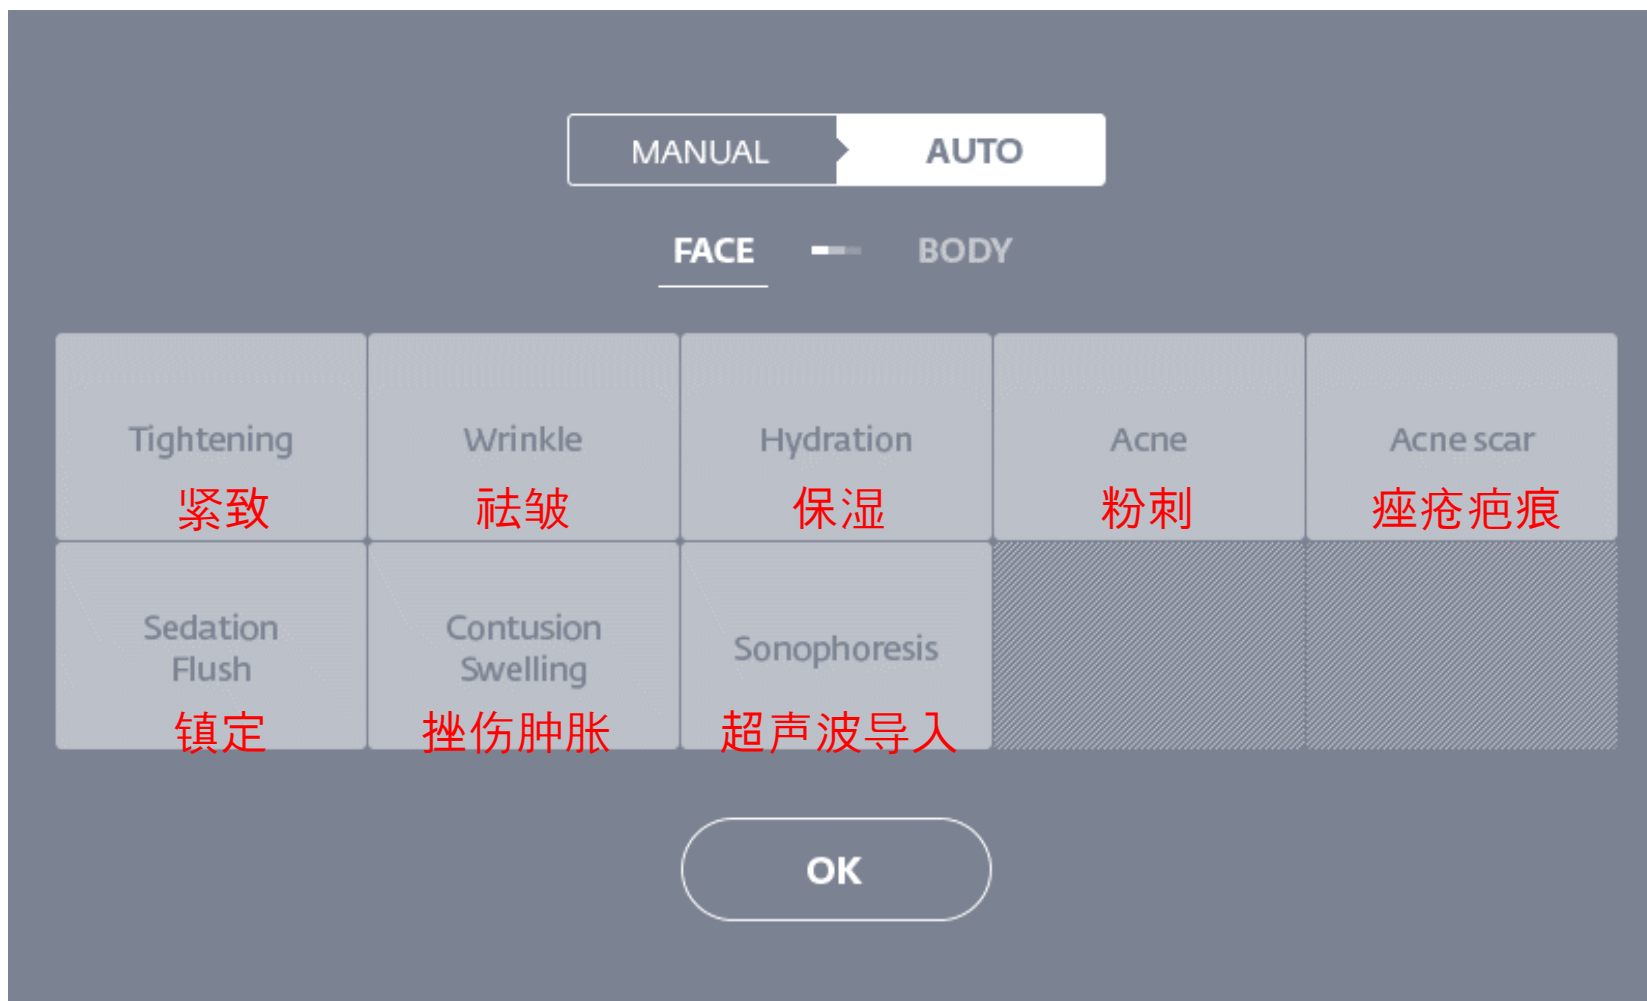 MANUAL AUTO
FACE BODY
Tightening Wrinkle Hydration Acne Acne scar
紧致 祛皱 保湿 粉刺 痤疮疤痕
Sedation Contusion Sonophoresis
Flush Swelling
镇定 挫伤肿胀 超声波导入
OK